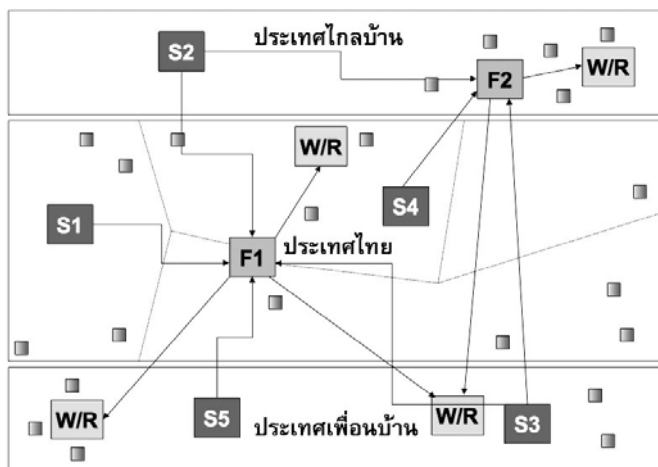 ประเทศไกลบ้าน
S2
F2
W/R
W/R
S4
S1
ประเทศไทย
F1
W/R
S5
W/R
S3
ประเทศเพื่อนบ้าน